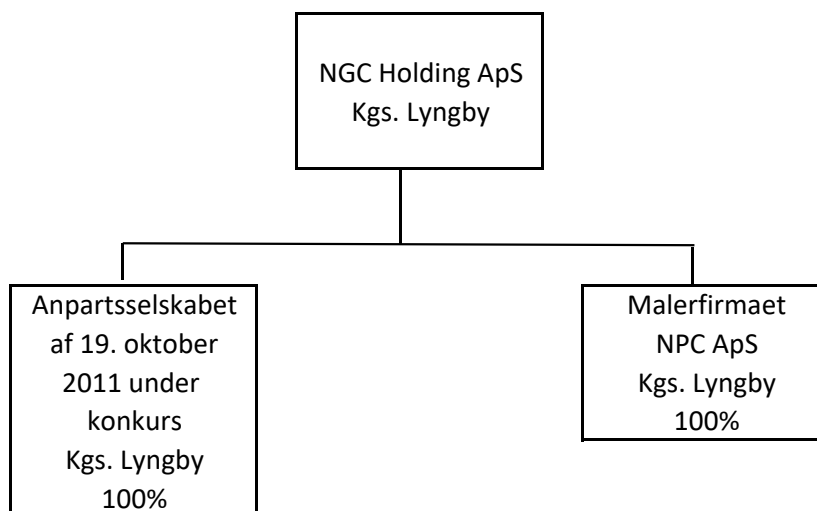 NGC Holding ApS
Kgs. Lyngby
Anpartsselskabet
af 19. oktober
2011 under
konkurs
Kgs. Lyngby
100%
Malerfirmaet
NPC ApS
Kgs. Lyngby
100%